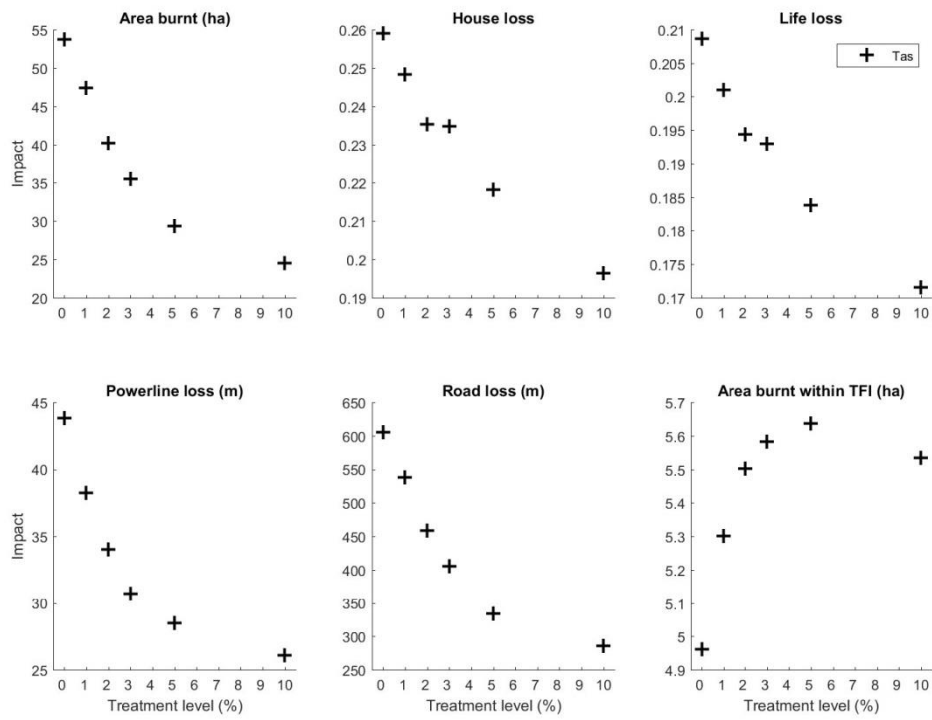 Area burnt (ha)
Impact
55
50
45
40
35
30
25
20
0 1 2 3 4 5 6 7 8 9 10
House loss
0.26
0.25
0.24
0.23
0.22
0.21
0.2
0.19
0 1 2 3 4 5 6 7 8 9 10
Life loss
Tas
0.21
0.205
0.2
0.195
0.19
0.185
0.18
0.175
0.17
0 1 2 3 4 5 6 7 8 9 10
Powerline loss (m)
Impact
45
40
35
30
25
0 1 2 3 4 5 6 7 8 9 10
Treatment level (%)
Road loss (m)
650
600
550
500
450
400
350
300
250
0 1 2 3 4 5 6 7 8 9 10
Treatment level (%)
Area burnt within TFI (ha)
5.7
5.6
5.5
5.4
5.3
5.2
5.1
5
4.9
0 1 2 3 4 5 6 7 8 9 10
Treatment level (%)